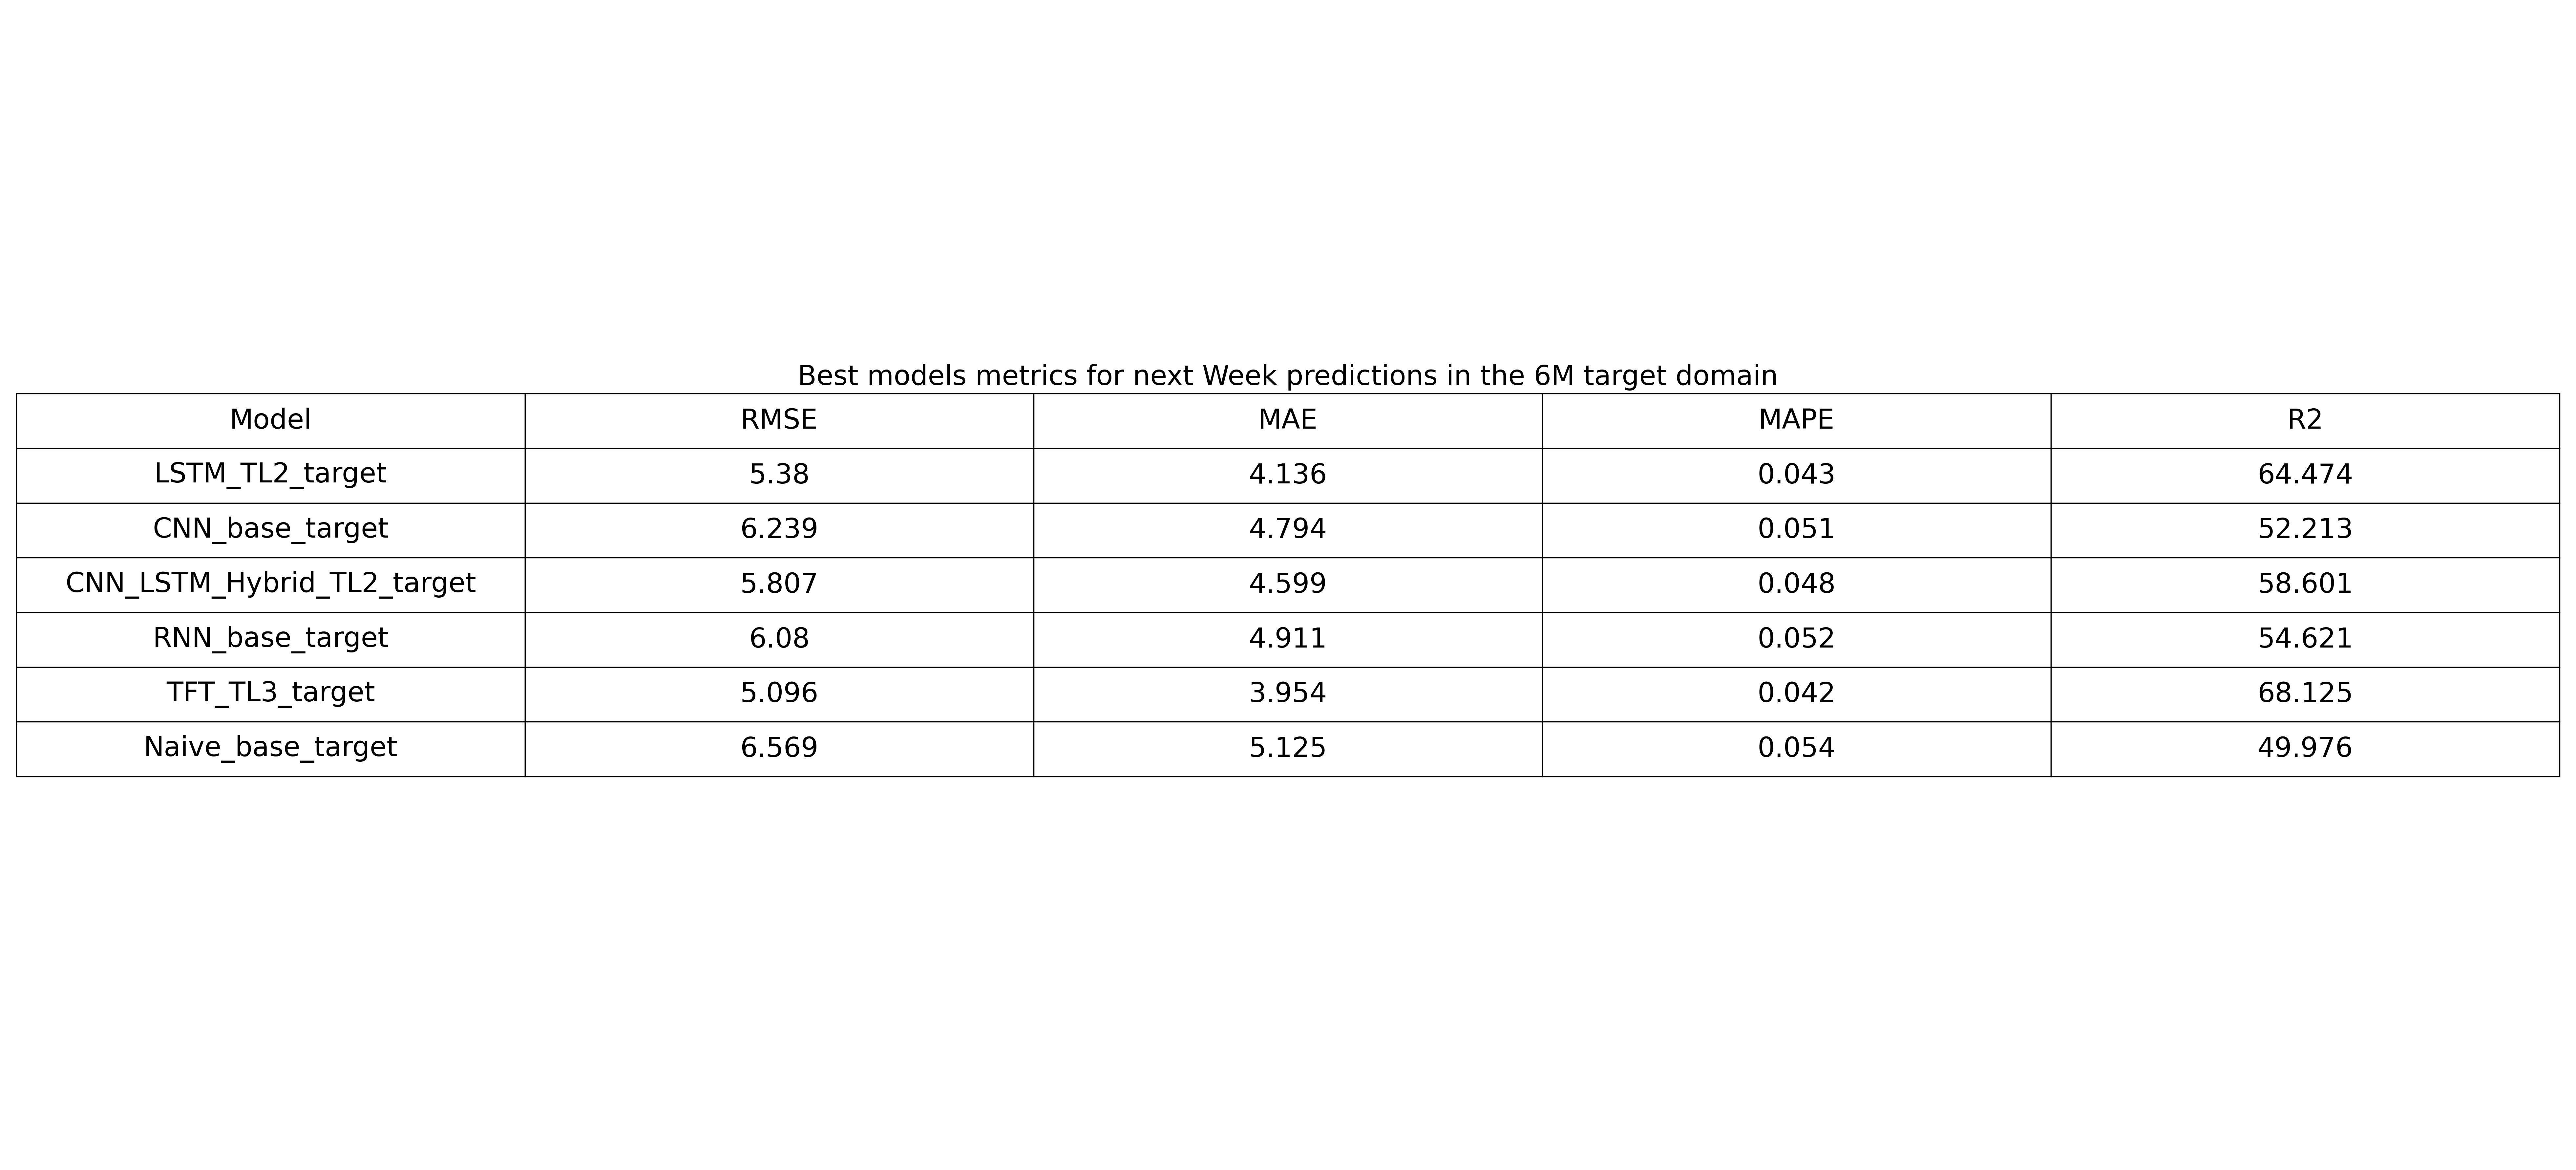 Best models metrics for next Week predictions in the 6M target domain
Model RMSE MAE MAPE R2
LSTM_TL2_target 5.38 4.136 0.043 64.474
CNN_base_target 6.239 4.794 0.051 52.213
CNN_LSTM_Hybrid_TL2_target 5.807 4.599 0.048 58.601
RNN_base_target 6.08 4.911 0.052 54.621
TFT_TL3_target 5.096 3.954 0.042 68.125
Naive_base_target 6.569 5.125 0.054 49.976